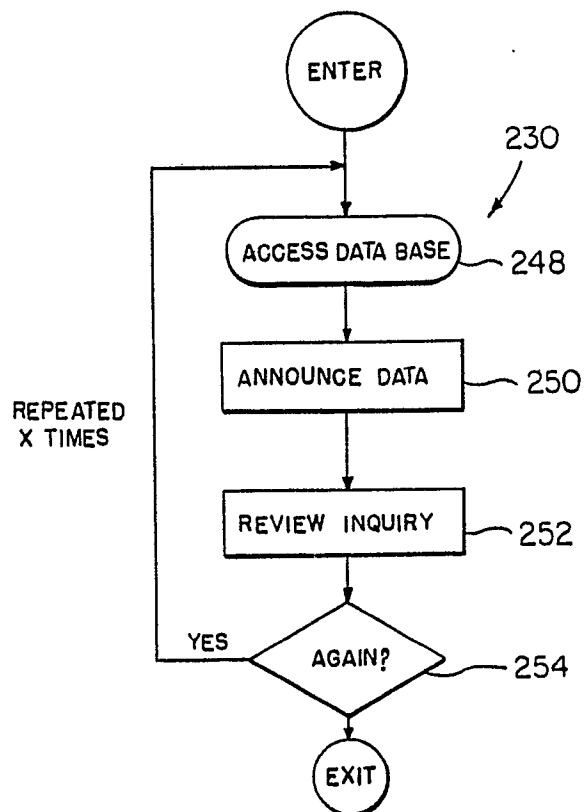 ENTER
230
ACCESS DATA BASE
248
ANNOUNCE DATA
250
REPEATED
X TIMES
REVIEW INQUIRY
252
YES
AGAIN?
254
EXIT